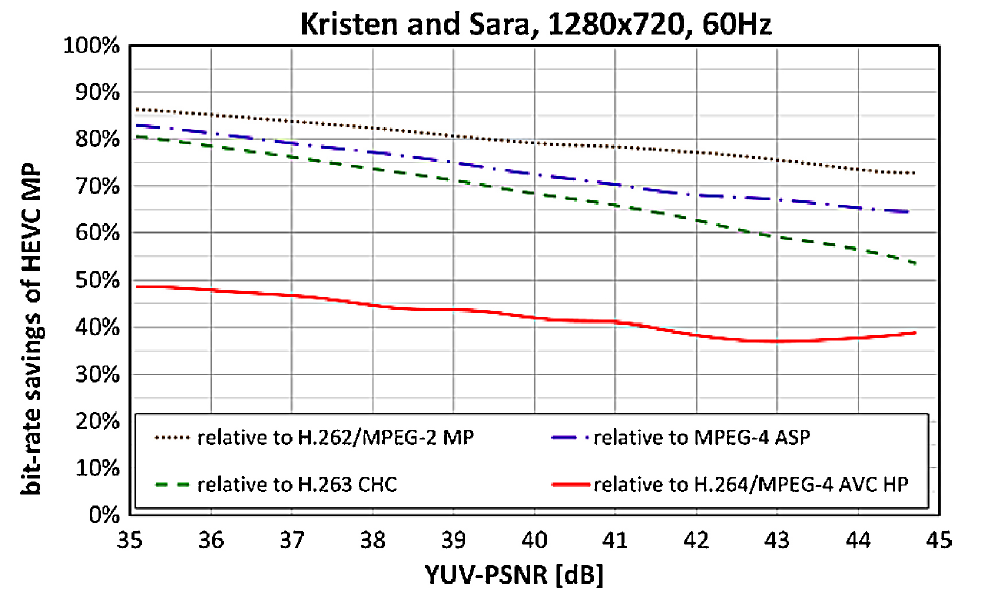 Kristen and Sara, 1280x720, 60Hz
100%
90%
80%
70%
60%
50%
40%
30%
20%
10%
0%
bit-rate savings of HEVC MP
relative to H.262/MPEG-2 MP
relative to MPEG-4 ASP
relative to H.263 CHC
relative to H.264/MPEG-4 AVC HP
35 36 37 38 39 40 41 42 43 44 45
YUV-PSNR [dB]